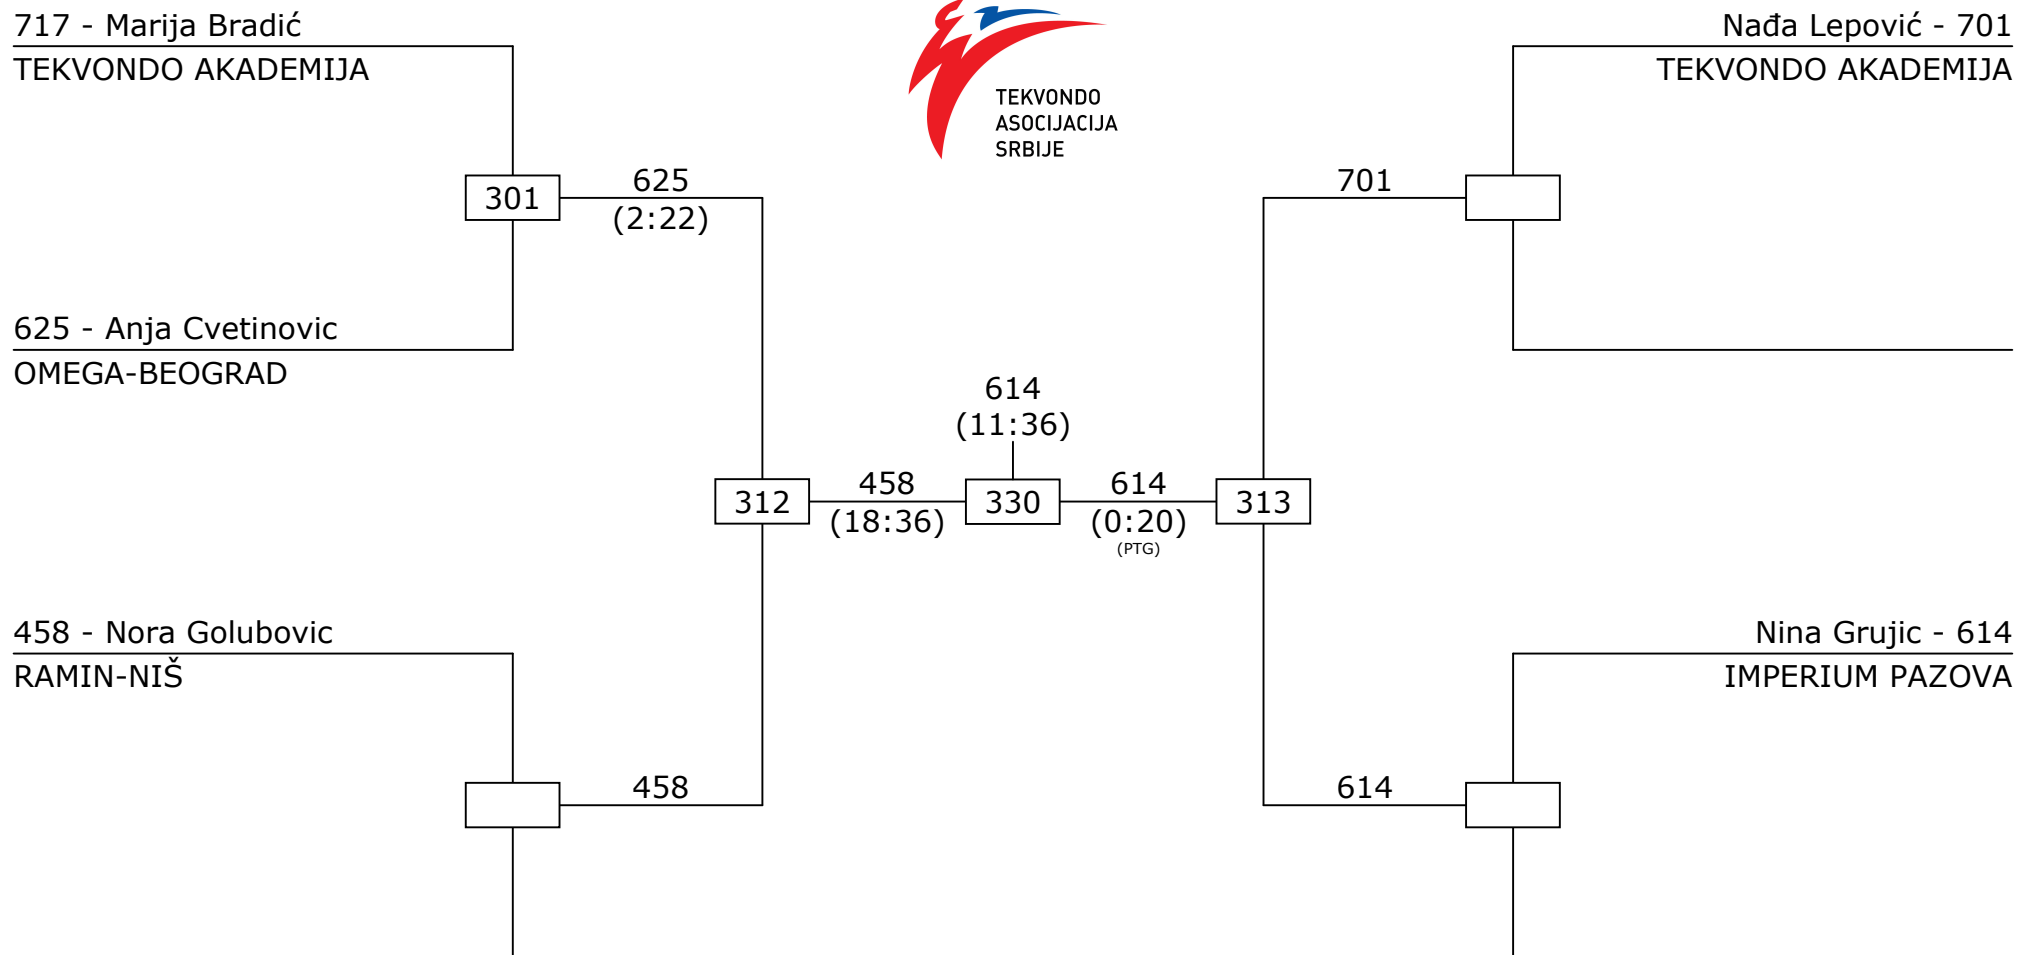 717 - Marija Bradić
TEKVONDO AKADEMIJA
TEKVONDO
ASOCIJACIJA
SRBIJE
Nađa Lepović - 701
TEKVONDO AKADEMIJA
301
625
(2:22)
701
625 - Anja Cvetinovic
OMEGA-BEOGRAD
614
(11:36)
312
458
(18:36)
330
614
(0:20)
(PTG)
313
458 - Nora Golubovic
RAMIN-NIŠ
Nina Grujic - 614
IMPERIUM PAZOVA
458
614